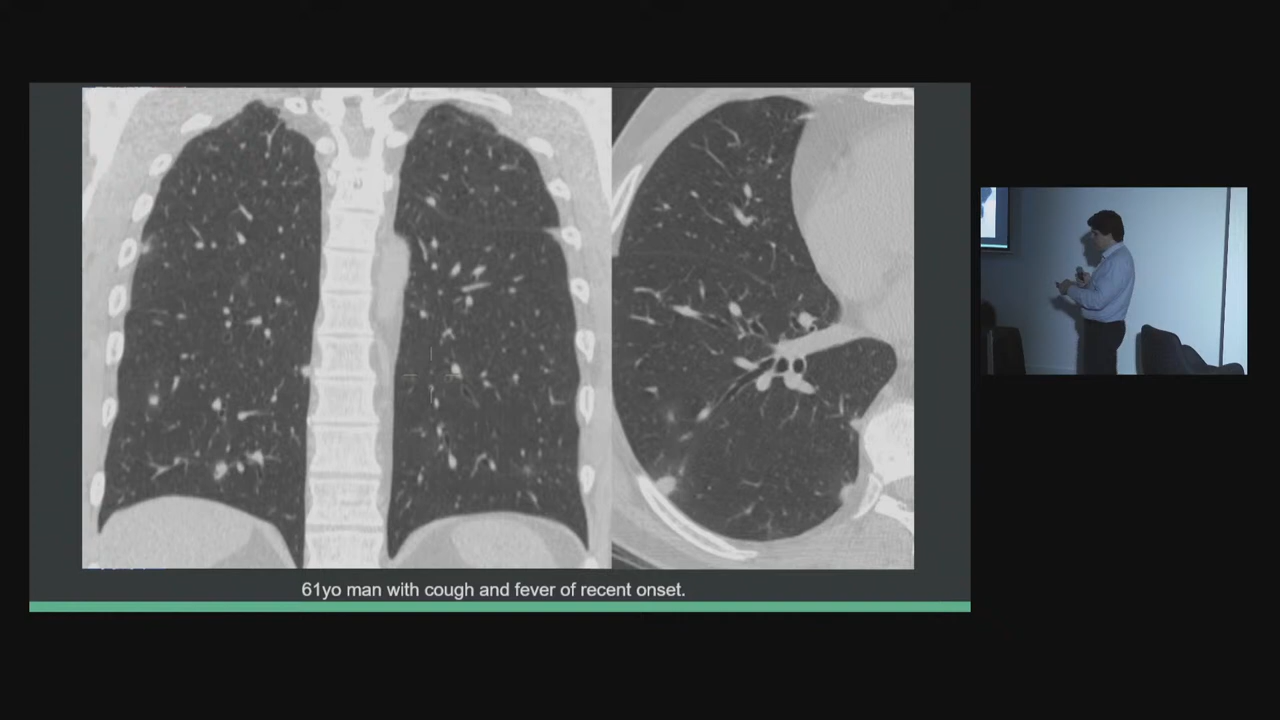 61yo man with cough and fever of recent onset.